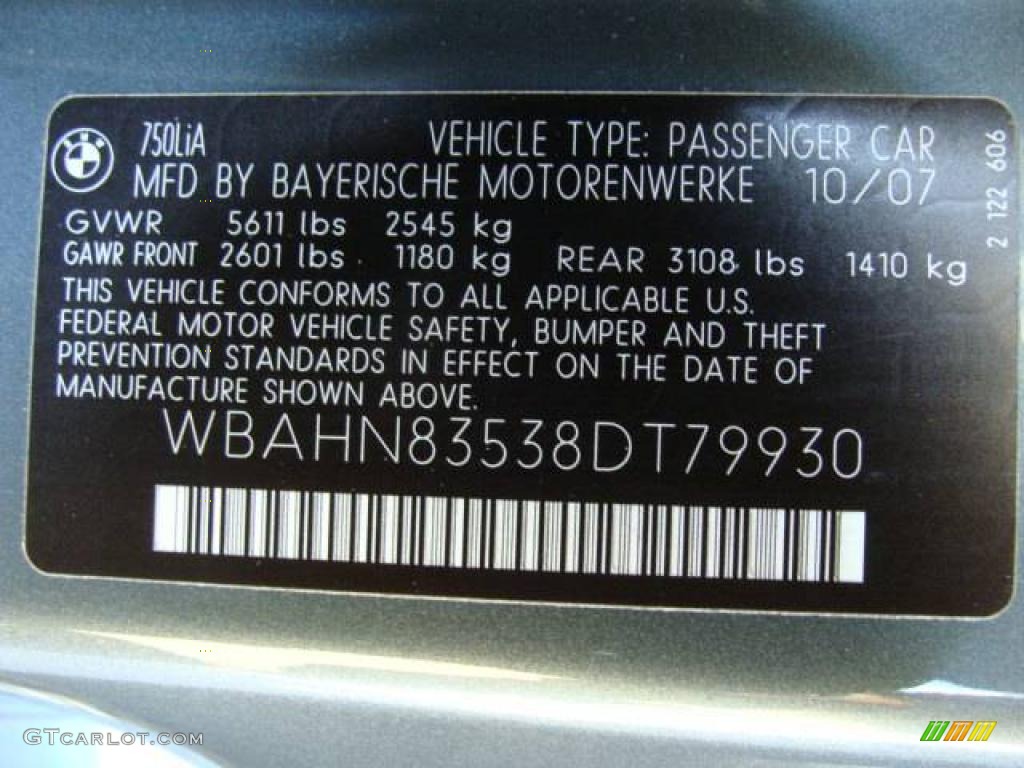 750LiA VEHICLE TYPE: PASSENGER CAR
MFD BY BAYERISCHE MOTORENWERKE 10/07
GVWR 5611 lbs 2545 kg
GAWR FRONT 2601 lbs 1180 kg REAR 3108 lbs 1410 kg
THIS VEHICLE CONFORMS TO ALL APPLICABLE U.S.
FEDERAL MOTOR VEHICLE SAFETY, BUMPER AND THEFT
PREVENTION STANDARDS IN EFFECT ON THE DATE OF
MANUFACTURE SHOWN ABOVE.
WBAHN83538DT79930
2 122 606
BMW
GTCARLOT.COM